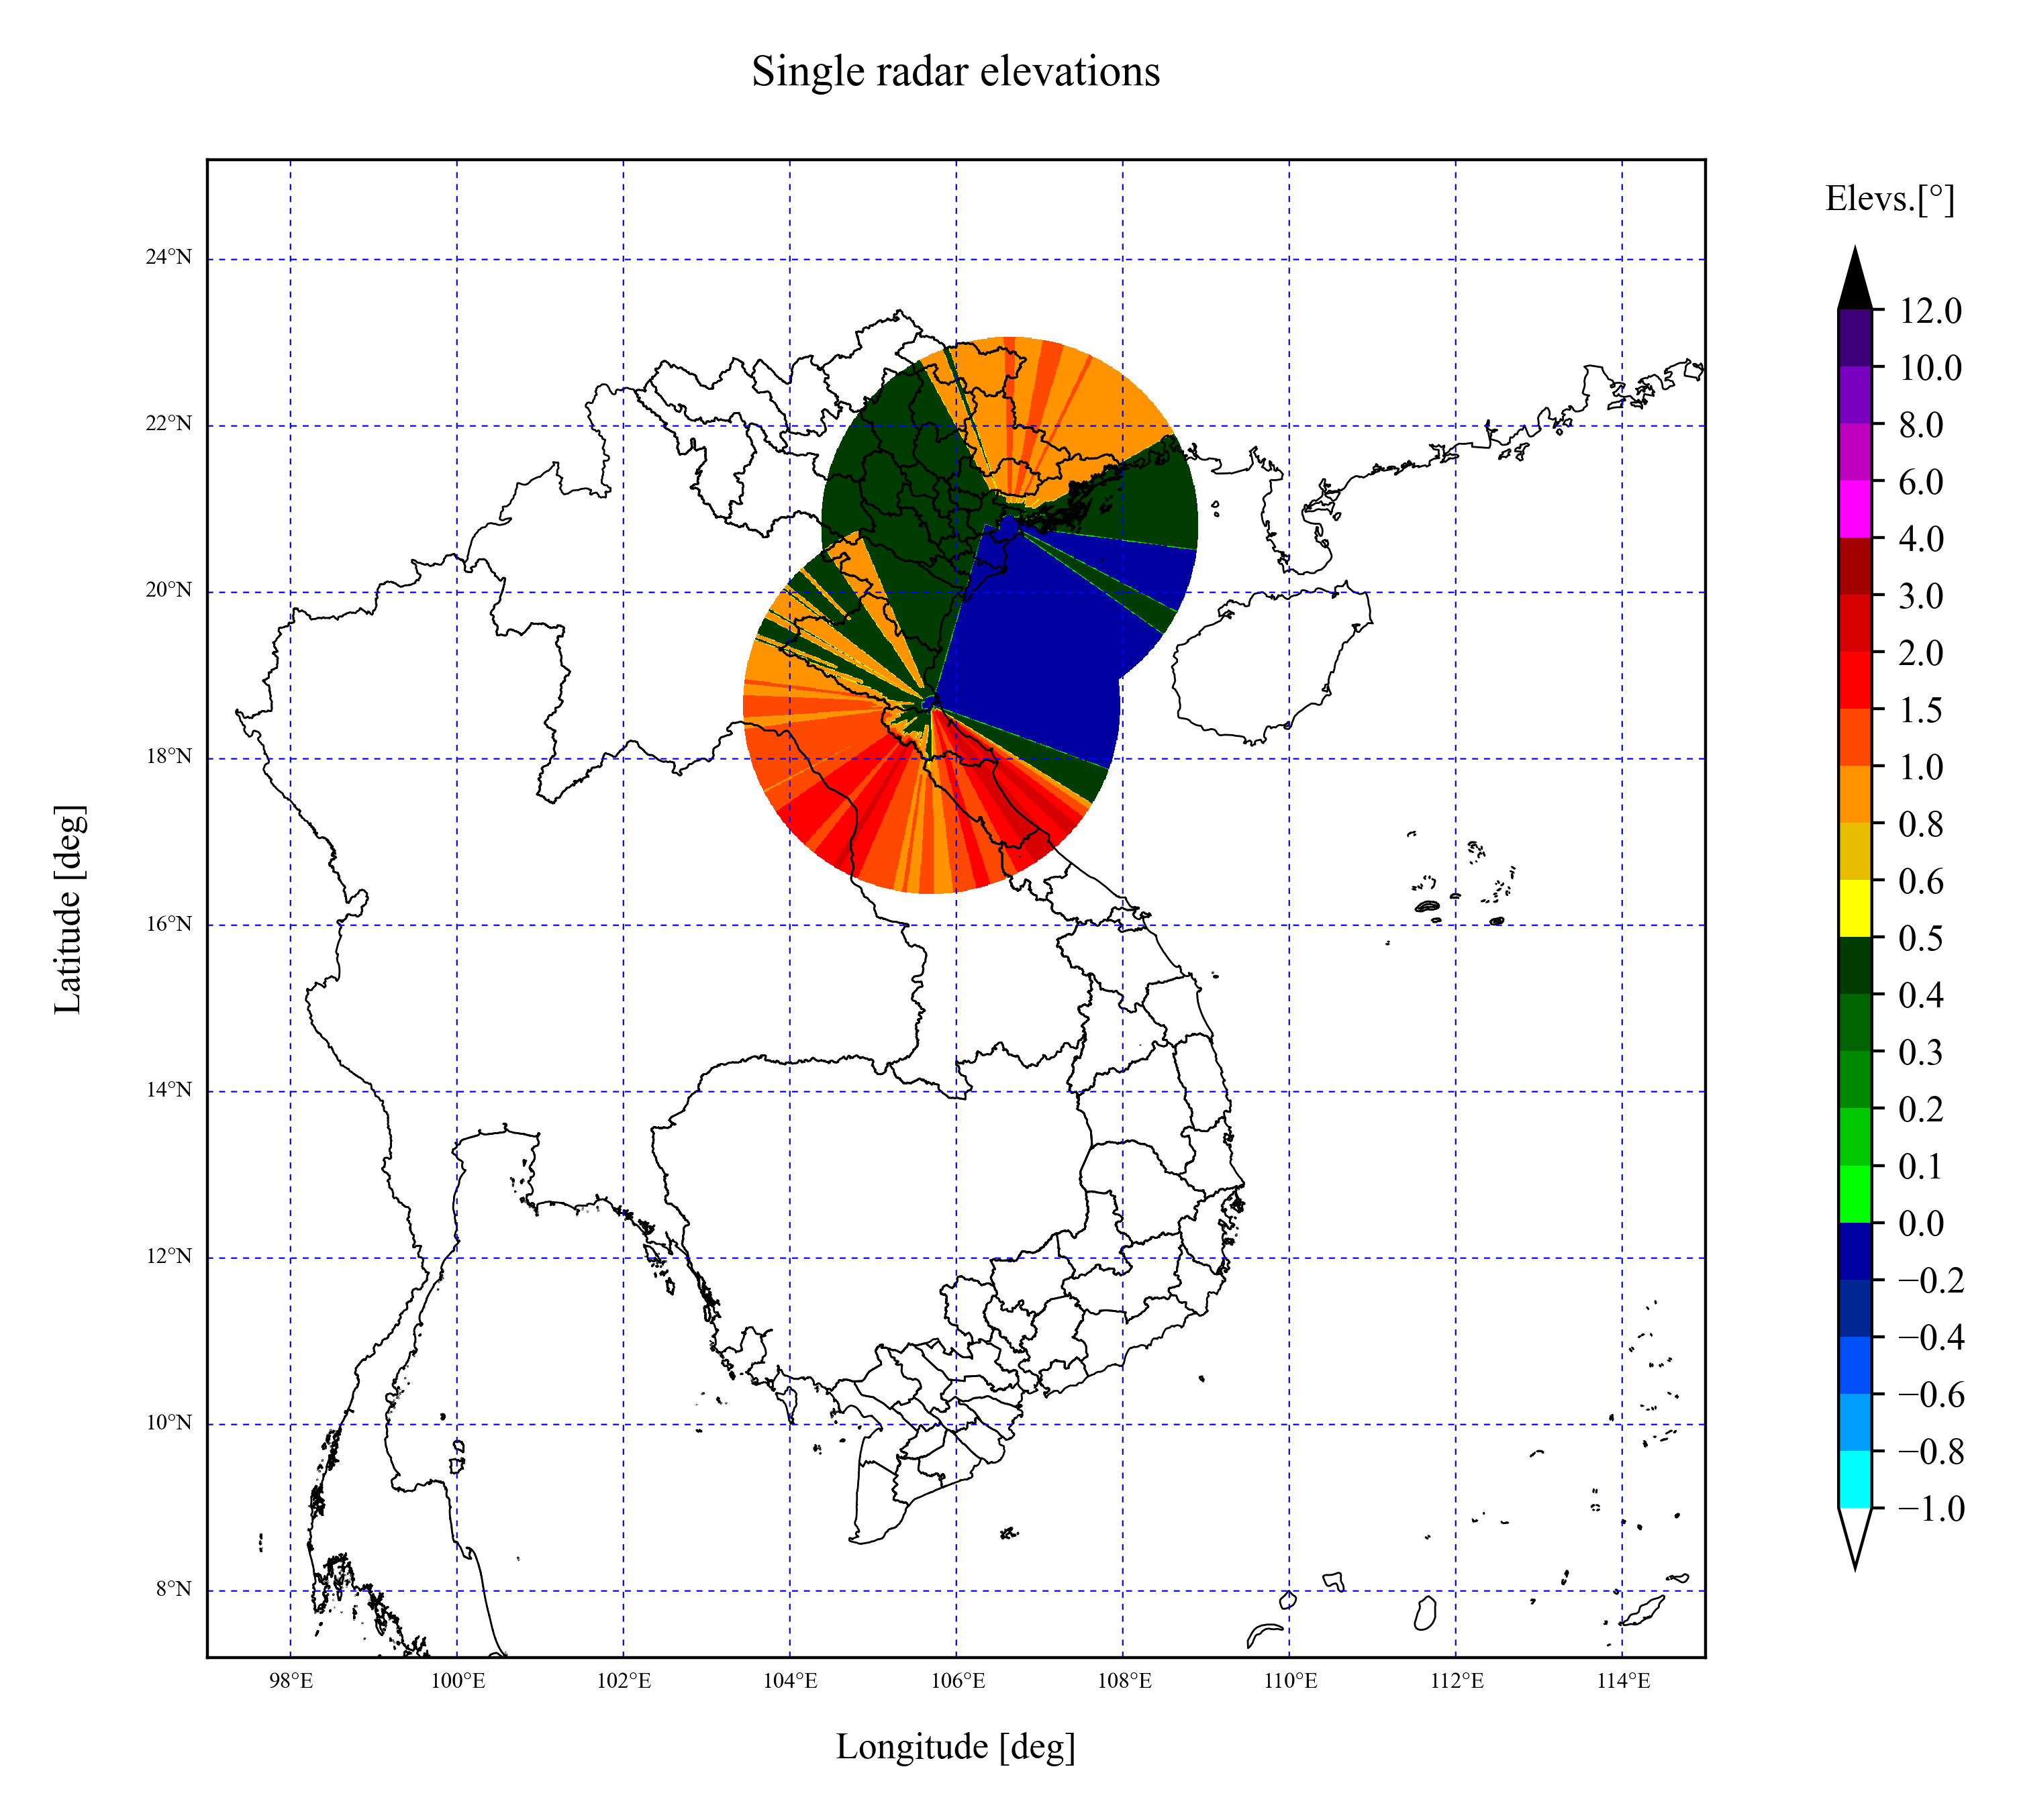 Single radar elevations
Elevs.[°]
12.0
10.0
8.0
6.0
4.0
3.0
2.0
1.5
1.0
0.8
0.6
0.5
0.4
0.3
0.2
0.1
0.0
−0.2
−0.4
−0.6
−0.8
−1.0
24°N
22°N
20°N
18°N
16°N
14°N
12°N
10°N
8°N
Latitude [deg]
98°E 100°E 102°E 104°E 106°E 108°E 110°E 112°E 114°E
Longitude [deg]